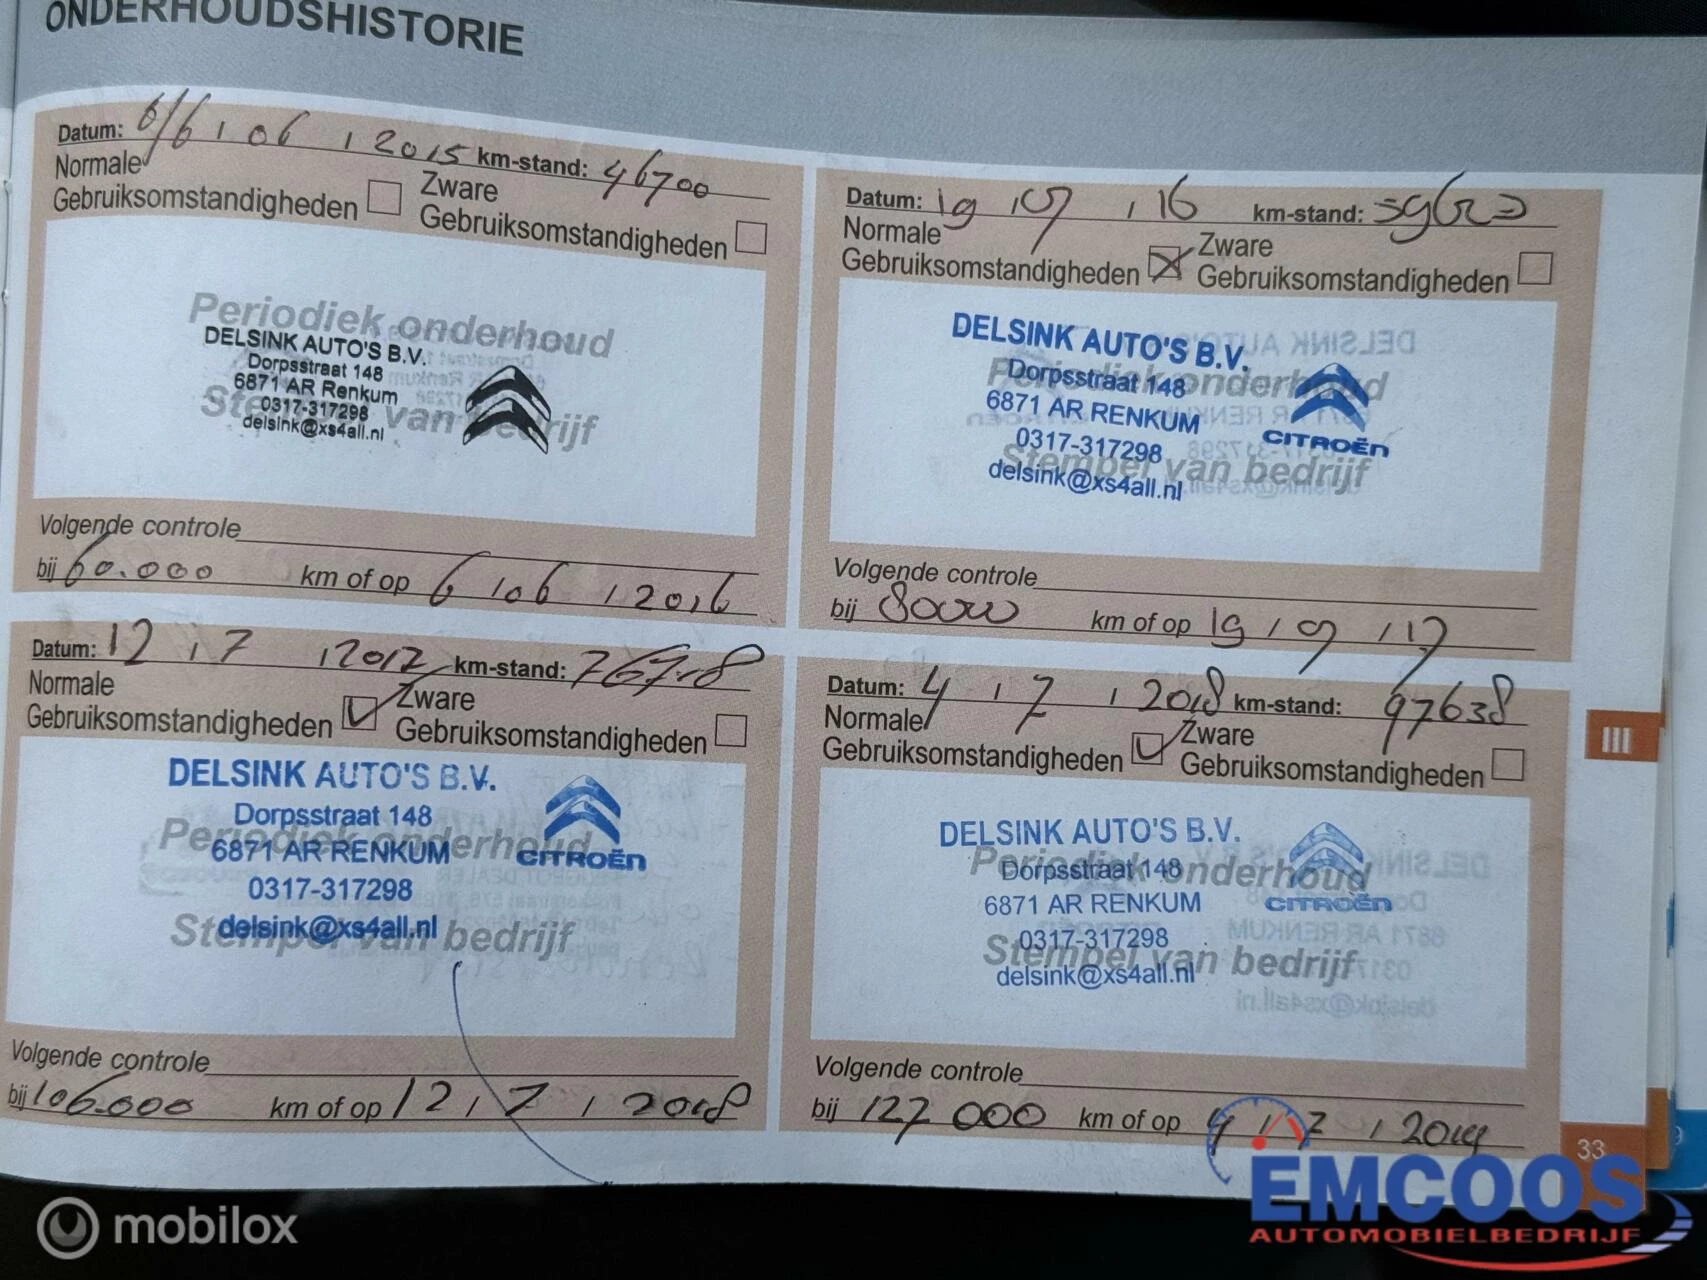 ONDERHOUDSHISTORIE
Datum: 6/6 / 06 / 2015 km-stand: 46700
Normale Gebruiksomstandigheden
Zware Gebruiksomstandigheden
Periodiek onderhoud
DELSINK AUTO'S B.V.
Dorpsstraat 148
6871 AR Renkum
0317-317298
Stempel van bedrijf
delsink@xs4all.nl
Volgende controle
bij 60.000 km of op 6 / 06 / 2016
Datum: 19 / 07 / 16 km-stand:
Normale Gebruiksomstandigheden
Zware Gebruiksomstandigheden
DELSINK AUTO'S B.V.
Periodiek onderhoud
Dorpsstraat 148
6871 AR RENKUM
CITROËN
0317-317298
Stempel van bedrijf
delsink@xs4all.nl
Volgende controle
bij 80000 km of op 19 / 07 / 17
Datum: 12 / 7 / 2017 km-stand:
Normale Gebruiksomstandigheden
Zware Gebruiksomstandigheden
DELSINK AUTO'S B.V.
Dorpsstraat 148
Periodiek onderhoud
6871 AR RENKUM
CITROËN
0317-317298
Stempel van bedrijf
delsink@xs4all.nl
Volgende controle
bij 106.000 km of op 12 / 7 / 2018
Datum: 4 / 7 / 2018 km-stand: 97638
Normale Gebruiksomstandigheden
Zware Gebruiksomstandigheden
DELSINK AUTO'S B.V.
Periodiek onderhoud
Dorpsstraat 148
6871 AR RENKUM
CITROËN
0317-317298
Stempel van bedrijf
delsink@xs4all.nl
Volgende controle
bij 127 000 km of op 4 / 7 / 2019
III
33
mobilox
EMCOOS
AUTOMOBIELBEDRIJF